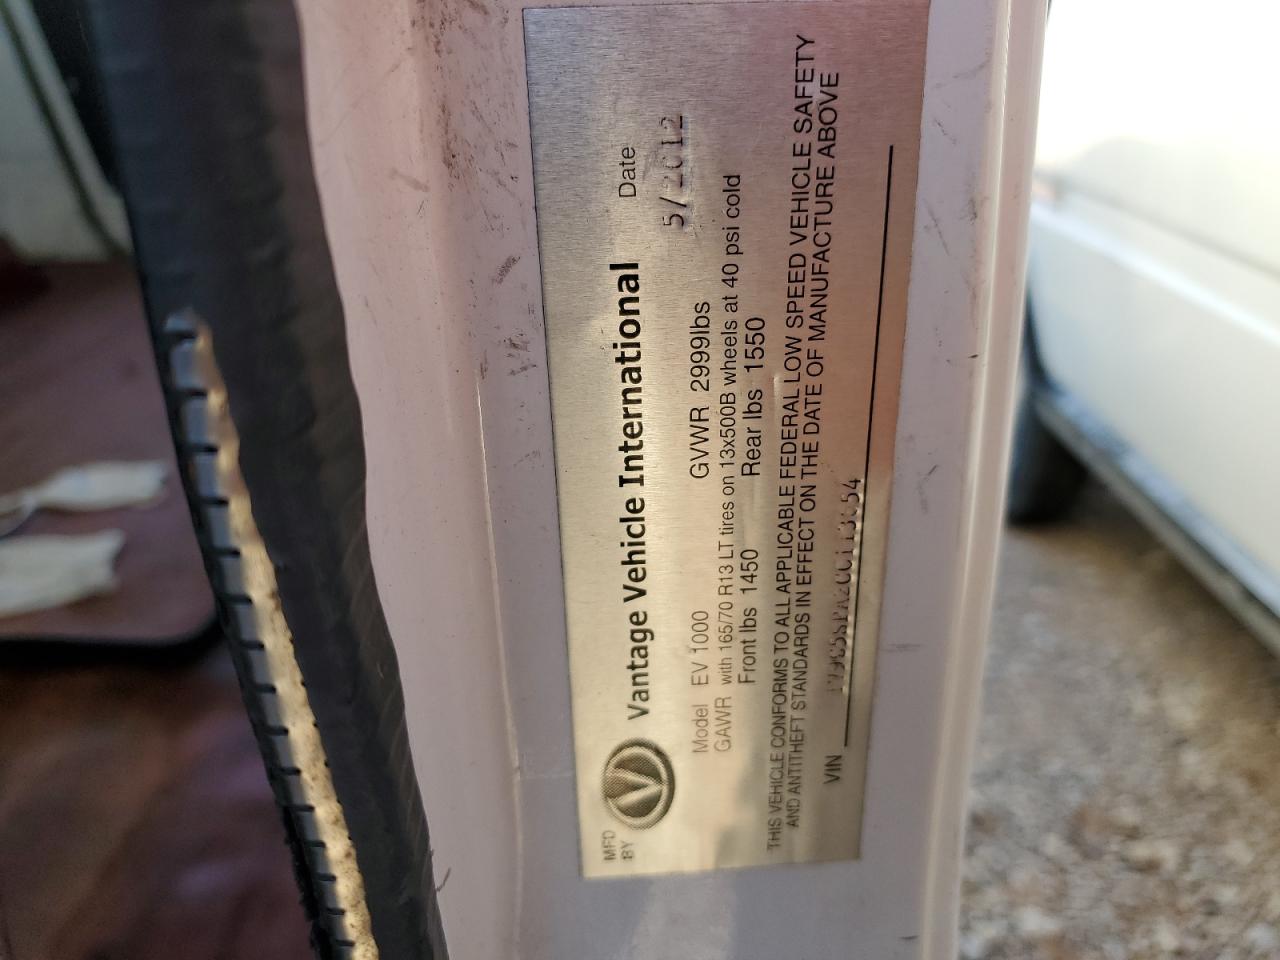 MFD
BY
Vantage Vehicle International
Date
5/2012
Model EV 1000 GVWR 2999lbs
GAWR with 165/70 R13 LT tires on 13x500B wheels at 40 psi cold
Front lbs 1450 Rear lbs 1550
THIS VEHICLE CONFORMS TO ALL APPLICABLE FEDERAL LOW SPEED VEHICLE SAFETY
AND ANTITHEFT STANDARDS IN EFFECT ON THE DATE OF MANUFACTURE ABOVE
VIN